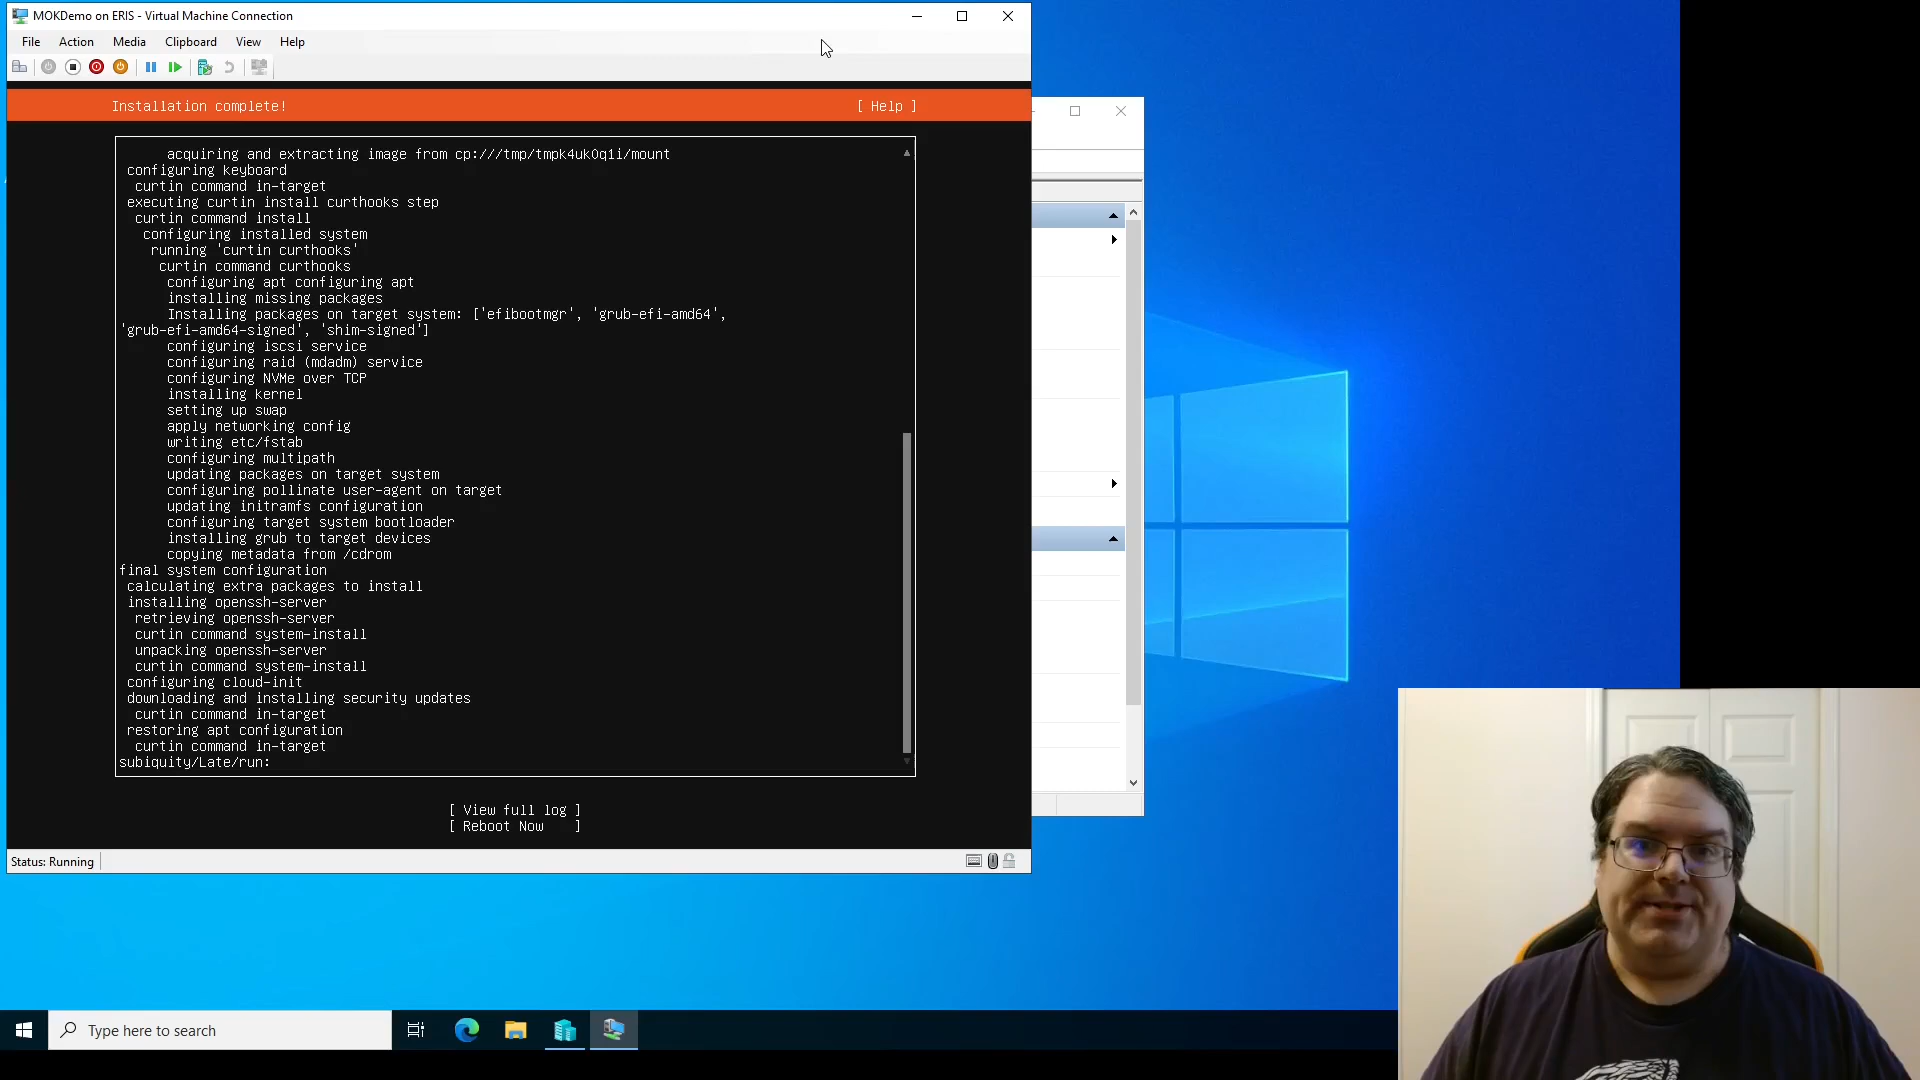 MOKDemo on ERIS - Virtual Machine Connection
File Action Media Clipboard View Help
Installation complete! [ Help ]
acquiring and extracting image from cp:///tmp/tmpk4uk0q1i/mount
configuring keyboard
curtin command in-target
executing curtin install curthooks step
curtin command install
configuring installed system
running 'curtin curthooks'
curtin command curthooks
configuring apt configuring apt
installing missing packages
Installing packages on target system: ['efibootmgr', 'grub-efi-amd64',
'grub-efi-amd64-signed', 'shim-signed']
configuring iscsi service
configuring raid (mdadm) service
configuring NVMe over TCP
installing kernel
setting up swap
apply networking config
writing etc/fstab
configuring multipath
updating packages on target system
configuring pollinate user-agent on target
updating initramfs configuration
configuring target system bootloader
installing grub to target devices
copying metadata from /cdrom
final system configuration
calculating extra packages to install
installing openssh-server
retrieving openssh-server
curtin command system-install
unpacking openssh-server
curtin command system-install
configuring cloud-init
downloading and installing security updates
curtin command in-target
restoring apt configuration
curtin command in-target
subiquity/Late/run:
[ View full log ]
[ Reboot Now ]
Status: Running
Type here to search